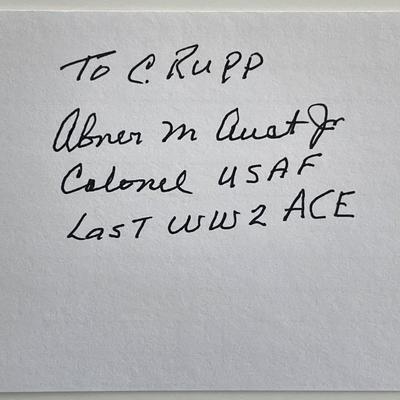 To C. Rupp
Abner M Aust Jr
Colonel USAF
Last WW2 ACE